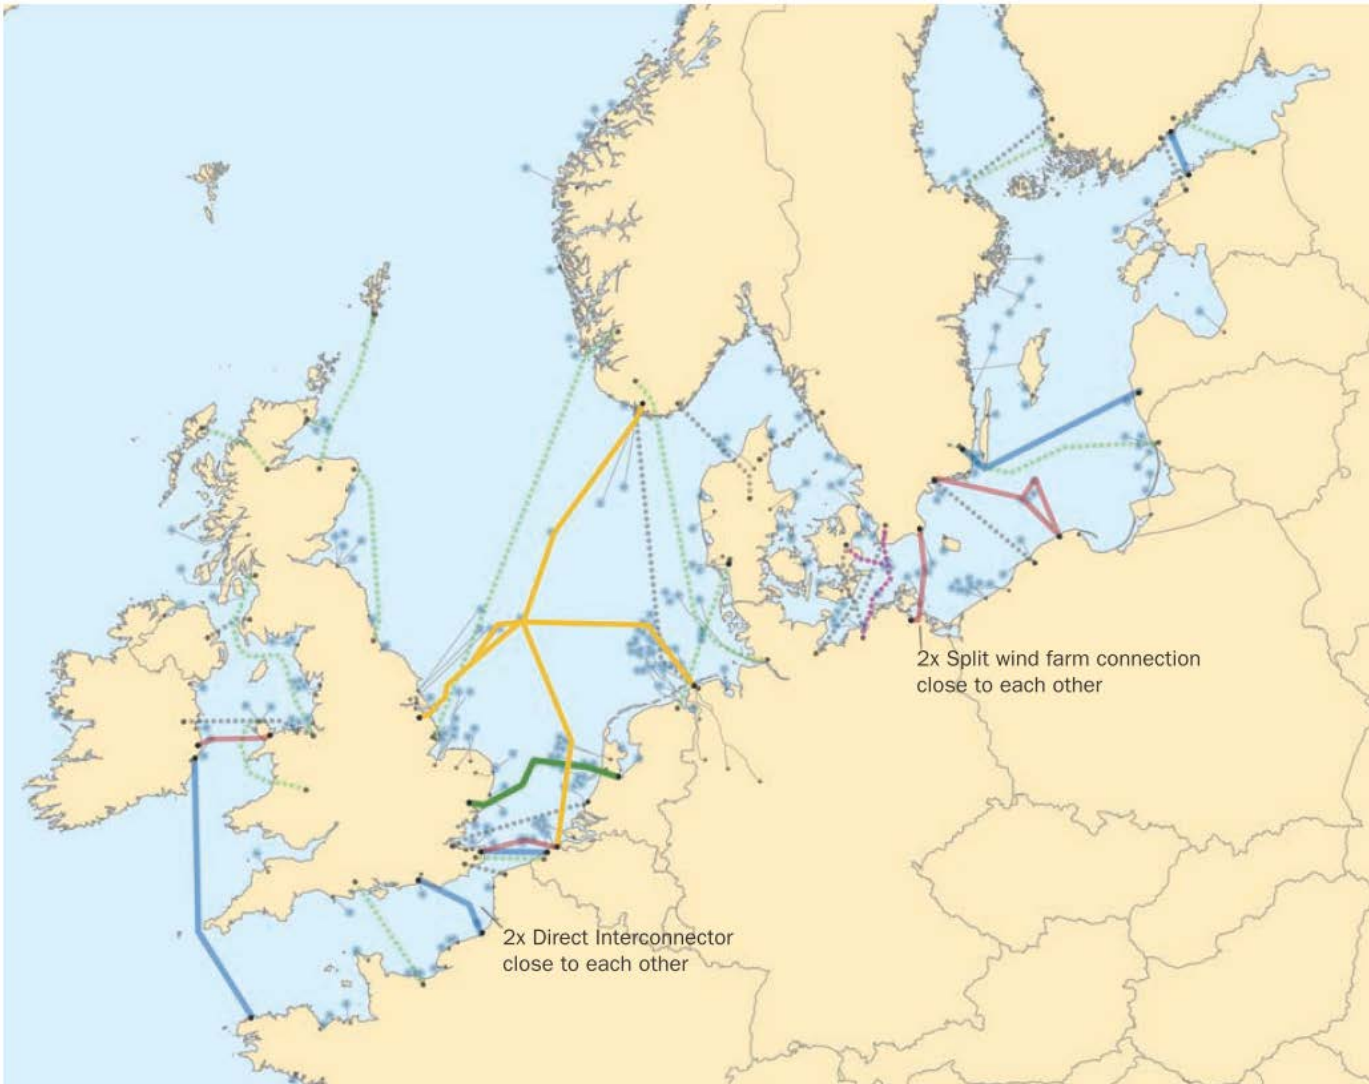 2x Split wind farm connection
close to each other
2x Direct Interconnector
close to each other